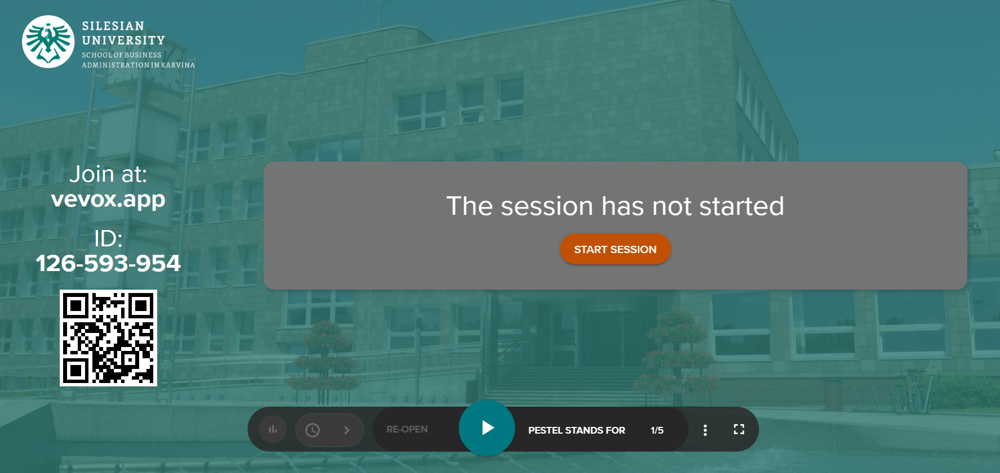 SILESIAN
UNIVERSITY
SCHOOL OF BUSINESS
ADMINISTRATION IN KARVINA
Join at:
vevox.app
ID:
126-593-954
The session has not started
START SESSION
RE-OPEN
PESTEL STANDS FOR
1/5